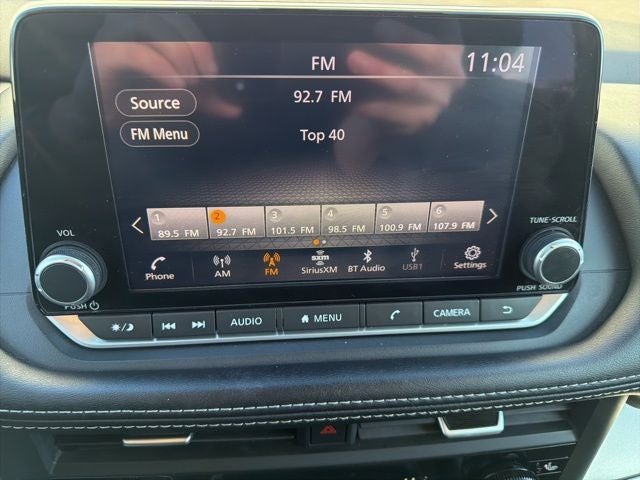 FM 11:04
Source 92.7 FM
FM Menu Top 40
1 2 3 4 5 6
89.5 FM 92.7 FM 101.5 FM 98.5 FM 100.9 FM 107.9 FM
VOL TUNE·SCROLL
sxm
Phone AM FM SiriusXM BT Audio USB1 Settings
PUSH PUSH SOUND
AUDIO MENU CAMERA